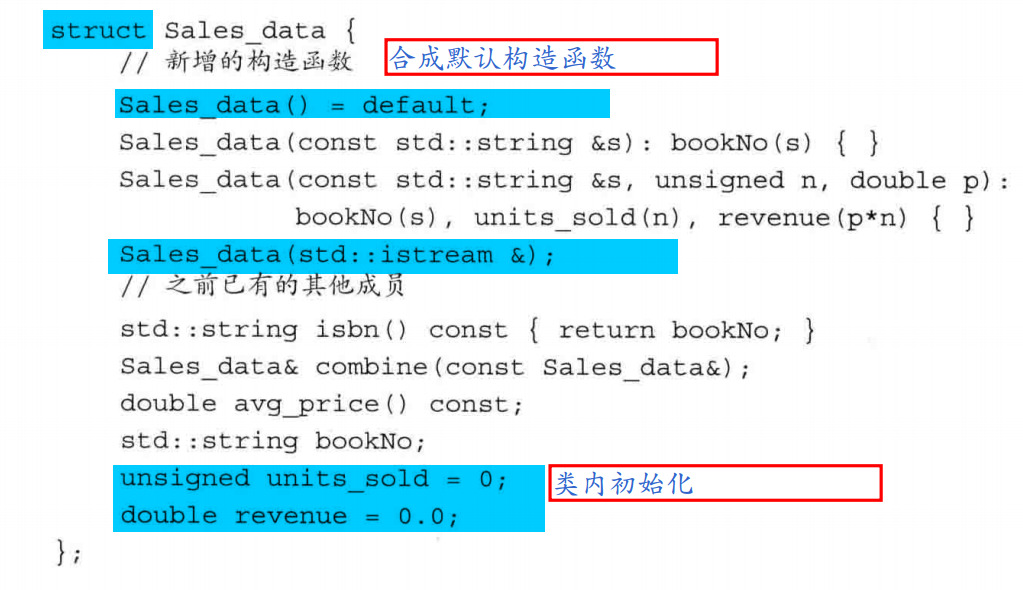 struct Sales_data {
// 新增的构造函数 合成默认构造函数
Sales_data() = default;
Sales_data(const std::string &s): bookNo(s) { }
Sales_data(const std::string &s, unsigned n, double p):
bookNo(s), units_sold(n), revenue(p*n) { }
Sales_data(std::istream &);
// 之前已有的其他成员
std::string isbn() const { return bookNo; }
Sales_data& combine(const Sales_data&);
double avg_price() const;
std::string bookNo;
unsigned units_sold = 0; 类内初始化
double revenue = 0.0;
};